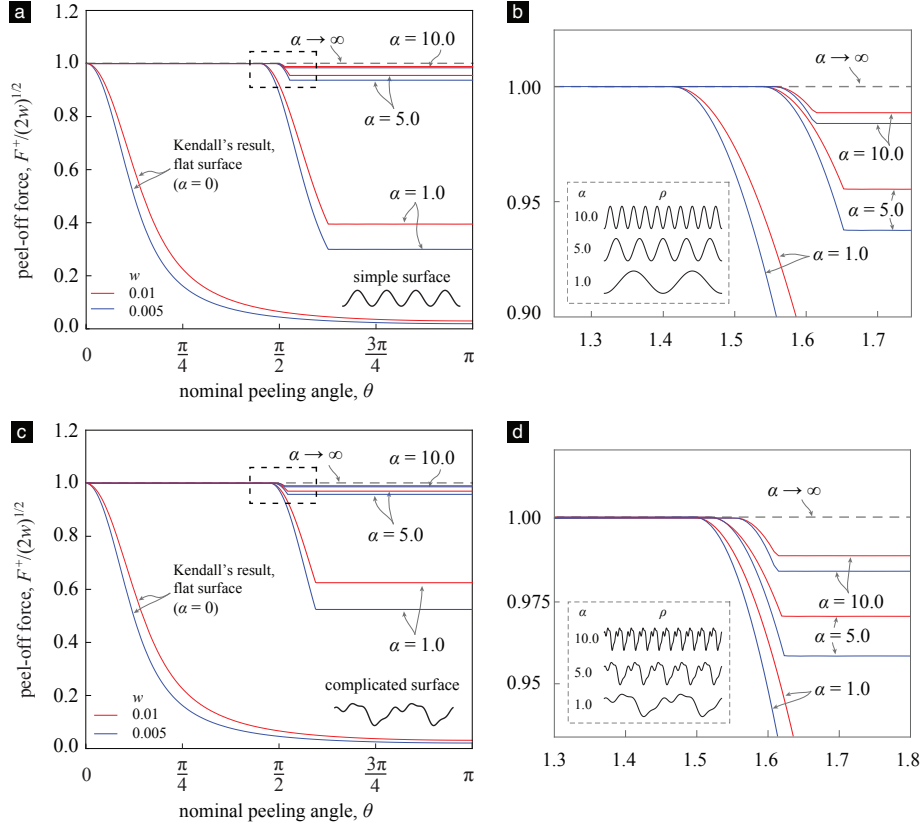 a
peel-off force, F⁺/(2w)^1/2
1.2
1.0
0.8
0.6
0.4
0.2
0.0
α → ∞
α = 10.0
α = 5.0
Kendall's result,
flat surface
(α = 0)
α = 1.0
w
0.01
0.005
simple surface
0
π/4
π/2
3π/4
π
nominal peeling angle, θ
b
1.00
0.95
0.90
α → ∞
α = 10.0
α = 5.0
α = 1.0
α ρ
10.0
5.0
1.0
1.3 1.4 1.5 1.6 1.7
c
peel-off force, F⁺/(2w)^1/2
1.2
1.0
0.8
0.6
0.4
0.2
0.0
α → ∞
α = 10.0
α = 5.0
Kendall's result,
flat surface
(α = 0)
α = 1.0
w
0.01
0.005
complicated surface
0
π/4
π/2
3π/4
π
nominal peeling angle, θ
d
1.00
0.975
0.95
α → ∞
α = 10.0
α = 5.0
α = 1.0
α ρ
10.0
5.0
1.0
1.3 1.4 1.5 1.6 1.7 1.8